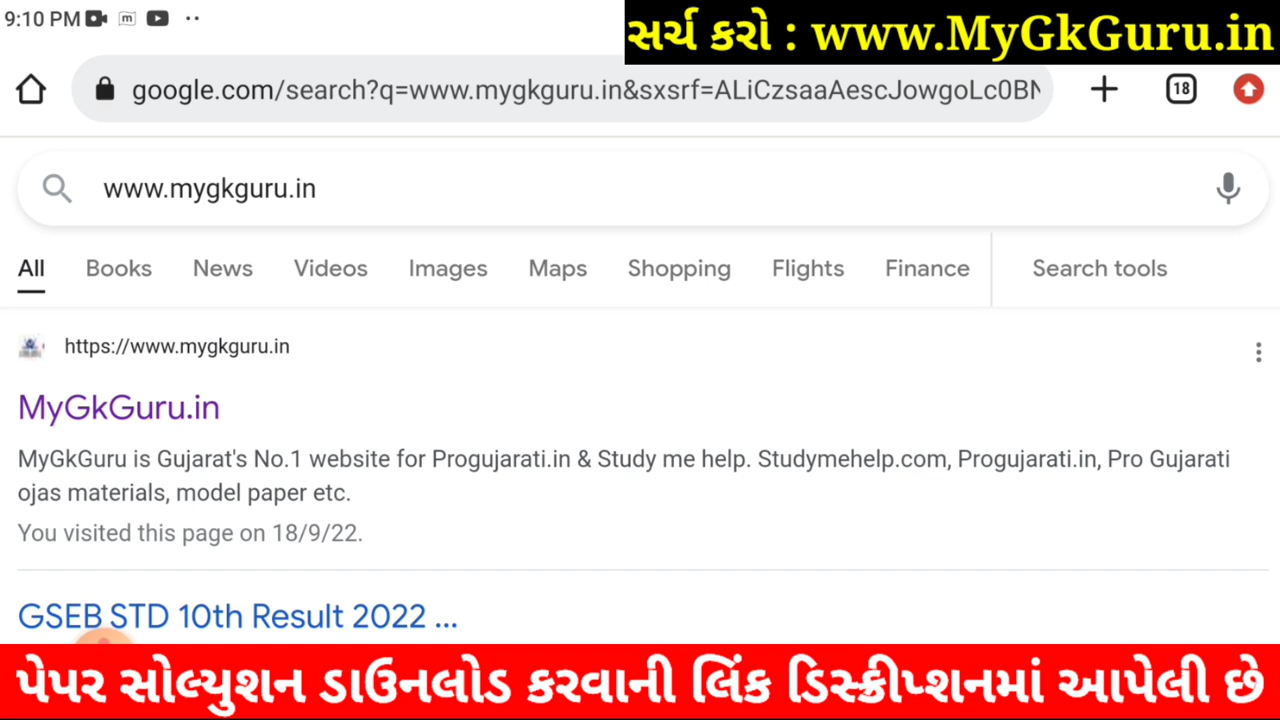 9:10 PM
સર્ચ કરો : www.MyGkGuru.in
google.com/search?q=www.mygkguru.in&sxsrf=ALiCzsaaAescJowgoLc0BN
18
www.mygkguru.in
All Books News Videos Images Maps Shopping Flights Finance Search tools
https://www.mygkguru.in
MyGkGuru.in
MyGkGuru is Gujarat's No.1 website for Progujarati.in & Study me help. Studymehelp.com, Progujarati.in, Pro Gujarati
ojas materials, model paper etc.
You visited this page on 18/9/22.
GSEB STD 10th Result 2022 ...
પેપર સોલ્યુશન ડાઉનલોડ કરવાની લિંક ડિસ્ક્રીપ્શનમાં આપેલી છે